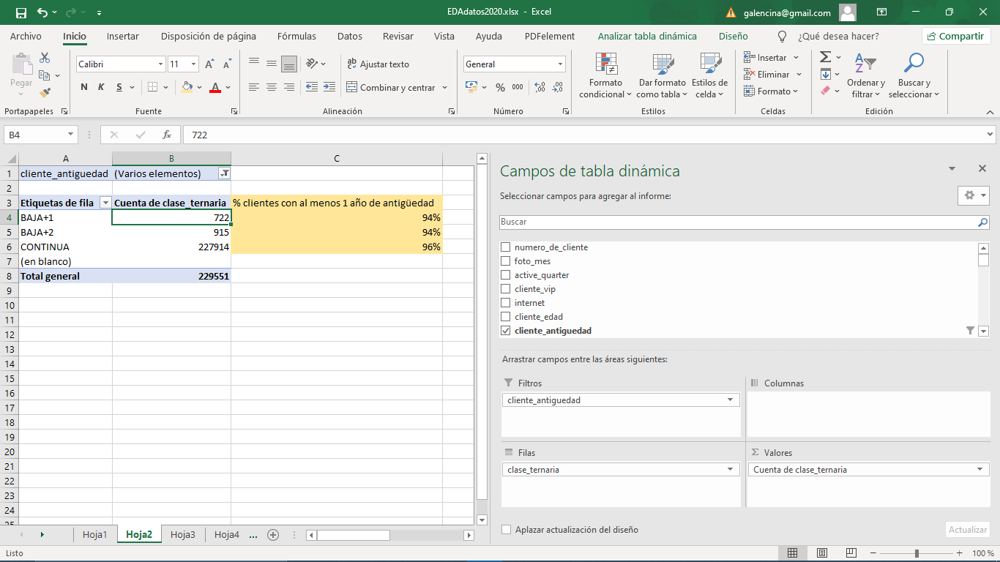 EDAdatos2020.xlsx - Excel
galencina@gmail.com
Archivo Inicio Insertar Disposición de página Fórmulas Datos Revisar Vista Ayuda PDFelement Analizar tabla dinámica Diseño ¿Qué desea hacer? Compartir
Pegar
Portapapeles
Calibri 11
N K S
Fuente
Ajustar texto
Combinar y centrar
Alineación
General
% 000
Número
Formato condicional
Dar formato como tabla
Estilos de celda
Estilos
Insertar
Eliminar
Formato
Celdas
Ordenar y filtrar
Buscar y seleccionar
Edición
B4 fx 722
A B C
1 cliente_antiguedad (Varios elementos)
2
3 Etiquetas de fila Cuenta de clase_ternaria % clientes con al menos 1 año de antigüedad
4 BAJA+1 722 94%
5 BAJA+2 915 94%
6 CONTINUA 227914 96%
7 (en blanco)
8 Total general 229551
9
10
11
12
13
14
15
16
17
18
19
20
21
22
23
24
25
Campos de tabla dinámica
Seleccionar campos para agregar al informe:
Buscar
numero_de_cliente
foto_mes
active_quarter
cliente_vip
internet
cliente_edad
cliente_antiguedad
Arrastrar campos entre las áreas siguientes:
Filtros
cliente_antiguedad
Columnas
Filas
clase_ternaria
Σ Valores
Cuenta de clase_ternaria
Aplazar actualización del diseño
Actualizar
Hoja1 Hoja2 Hoja3 Hoja4 ...
Listo
100 %